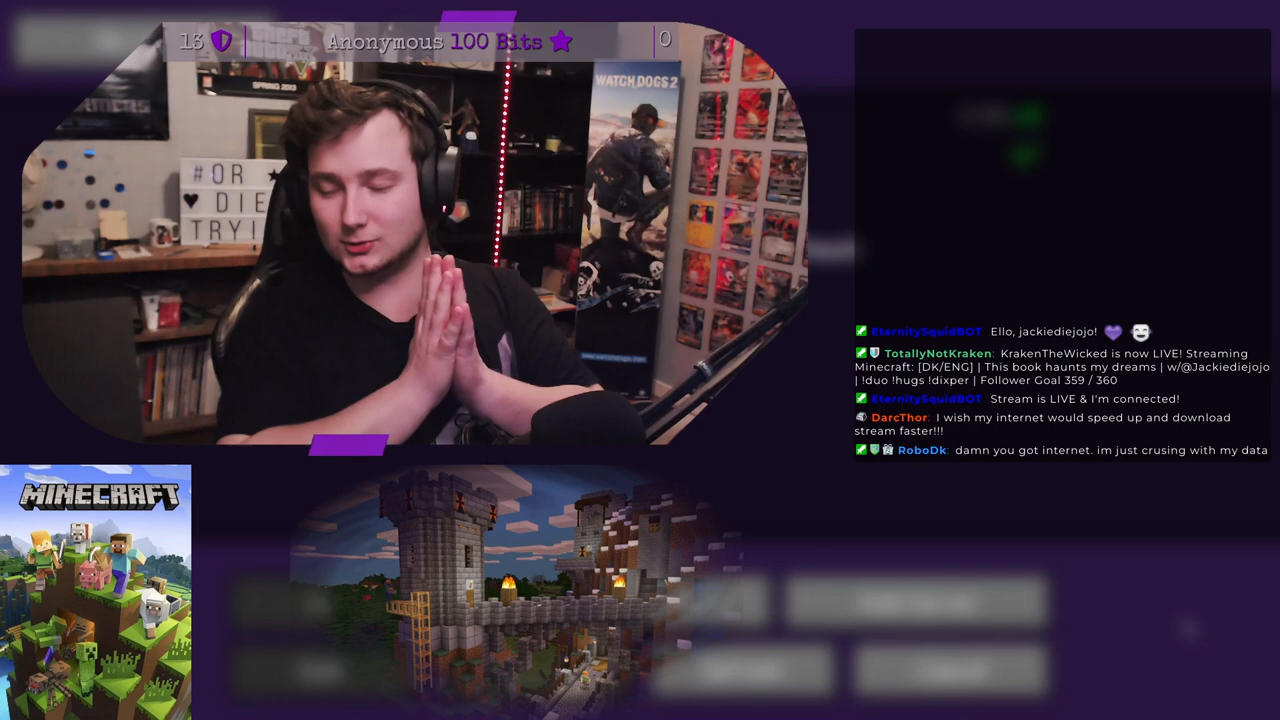 13 Anonymous 100 Bits 0
SPRING 2013
WATCH DOGS 2
#OR
DIE
TRY!
EternitySquidBOT Ello, jackiediejojo!
TotallyNotKraken: KrakenTheWicked is now LIVE! Streaming
Minecraft: [DK/ENG] | This book haunts my dreams | w/@Jackiediejojo
| !duo !hugs !dixper | Follower Goal 359 / 360
EternitySquidBOT Stream is LIVE & I'm connected!
DarcThor: I wish my internet would speed up and download
stream faster!!!
RoboDk: damn you got internet. im just crusing with my data
MINECRAFT